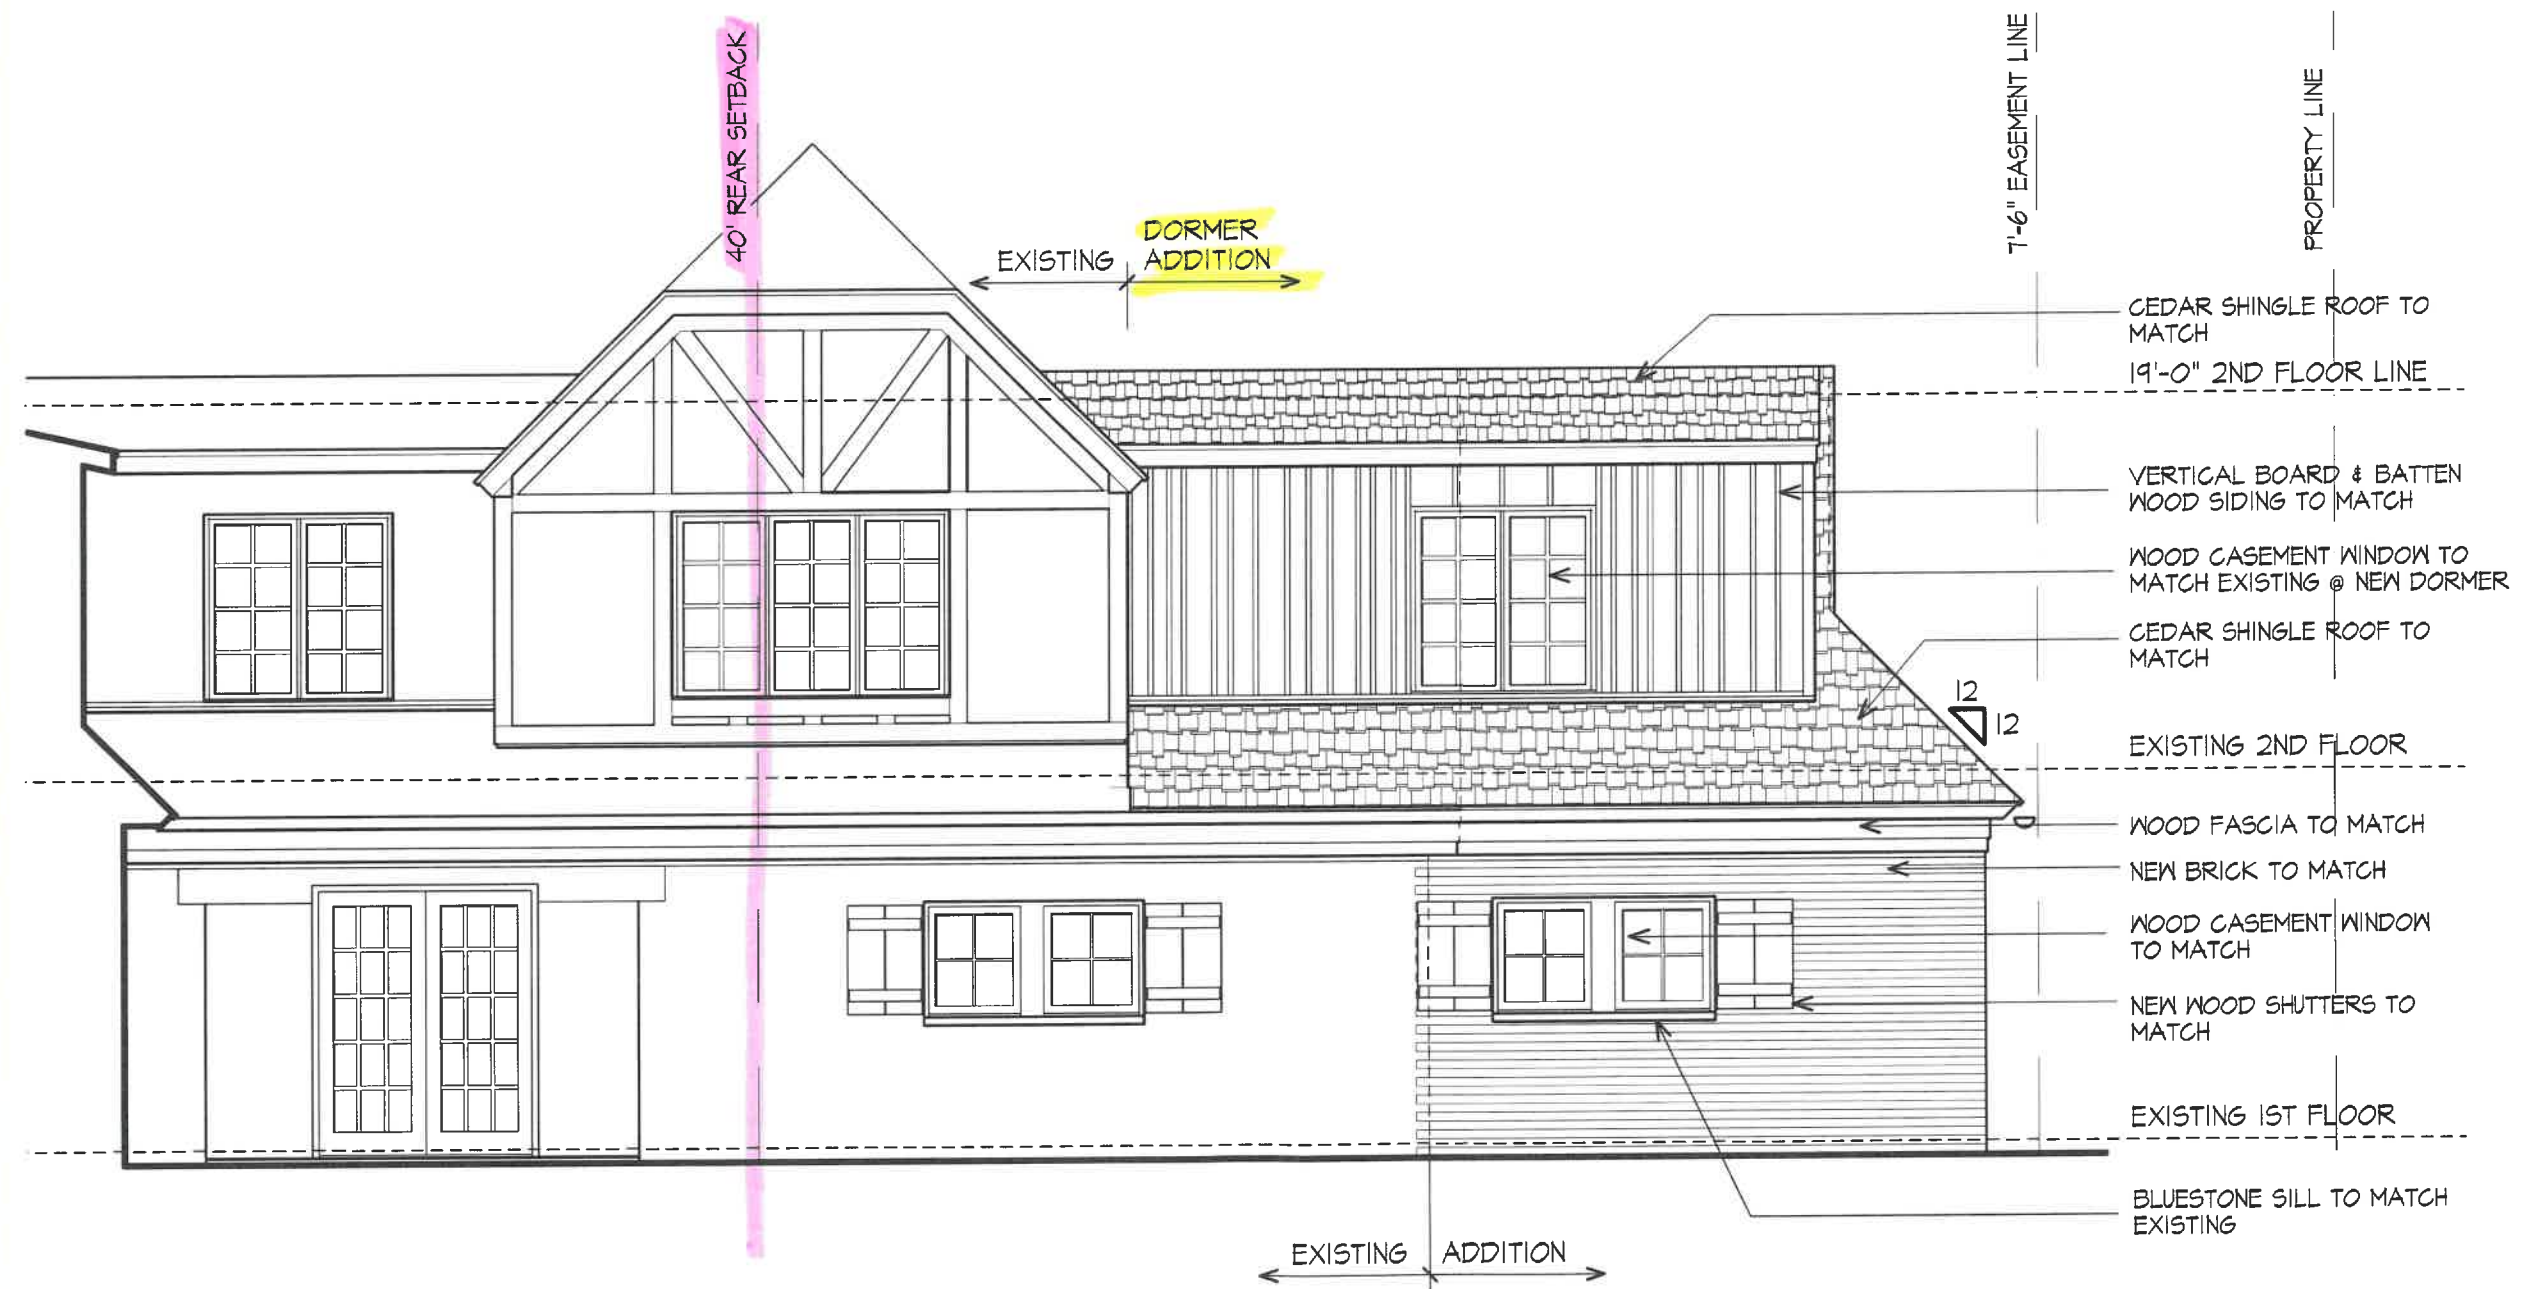 40' REAR SETBACK
7'-6" EASEMENT LINE
PROPERTY LINE
EXISTING
DORMER
ADDITION
CEDAR SHINGLE ROOF TO
MATCH
19'-0" 2ND FLOOR LINE
VERTICAL BOARD & BATTEN
WOOD SIDING TO MATCH
WOOD CASEMENT WINDOW TO
MATCH EXISTING @ NEW DORMER
CEDAR SHINGLE ROOF TO
MATCH
12
12
EXISTING 2ND FLOOR
WOOD FASCIA TO MATCH
NEW BRICK TO MATCH
WOOD CASEMENT WINDOW
TO MATCH
NEW WOOD SHUTTERS TO
MATCH
EXISTING 1ST FLOOR
BLUESTONE SILL TO MATCH
EXISTING
EXISTING
ADDITION